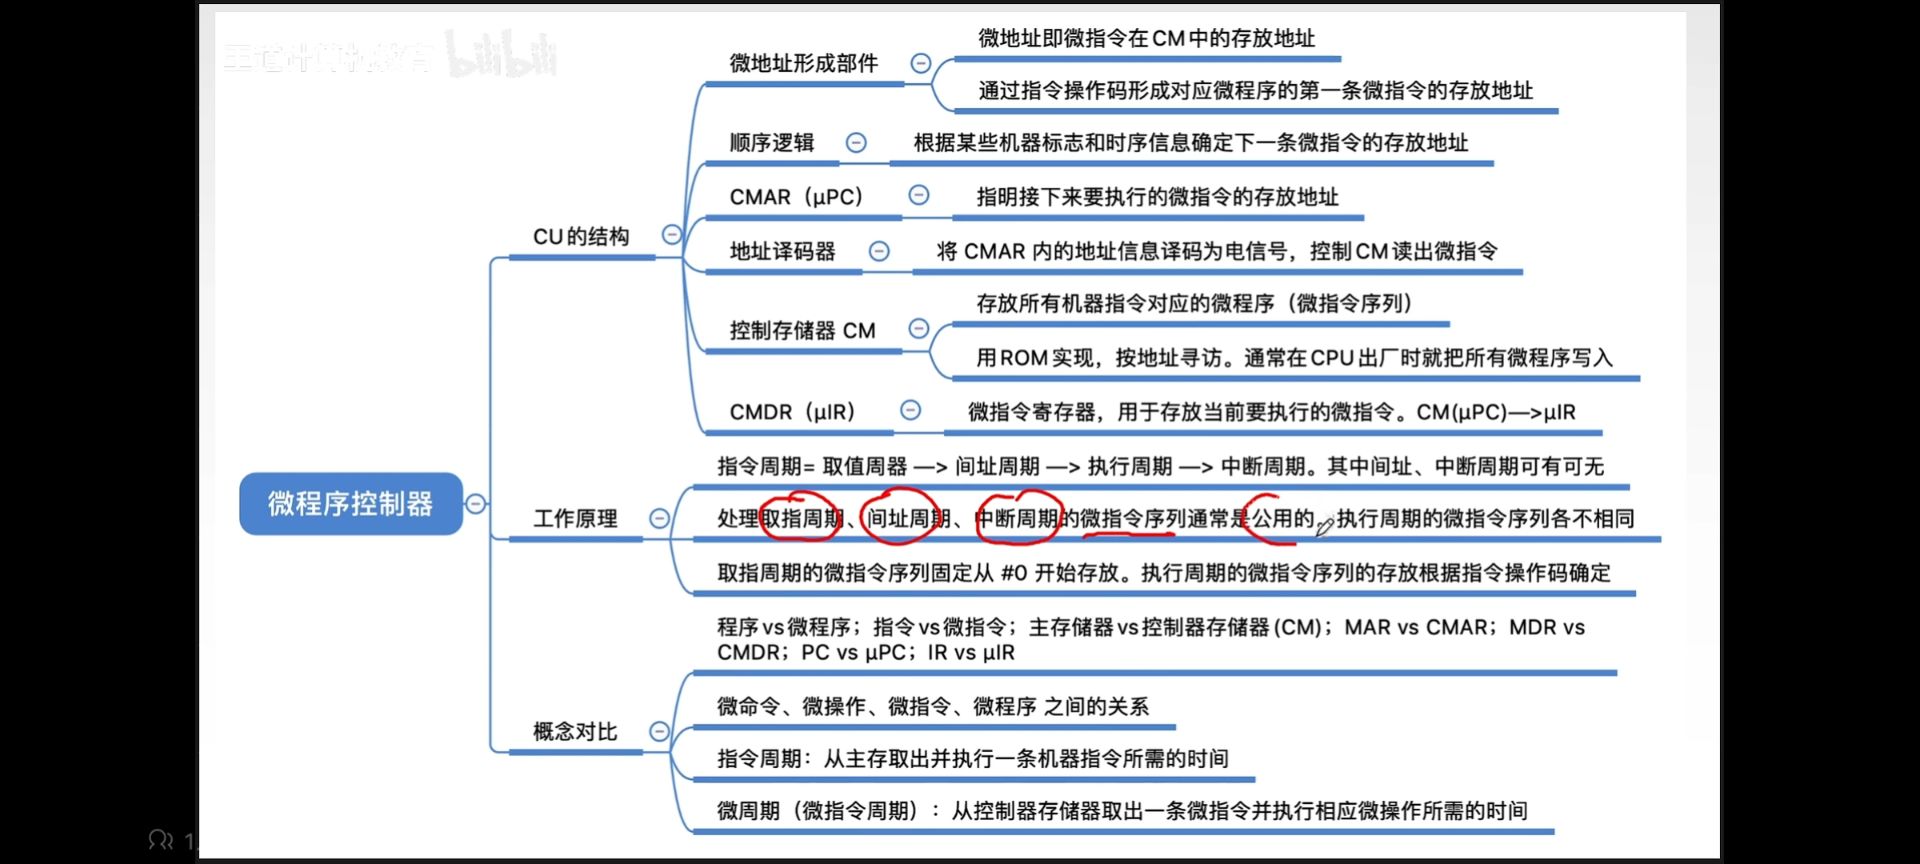 王道计算机教育 bilibili
微地址形成部件
微地址即微指令在CM中的存放地址
通过指令操作码形成对应微程序的第一条微指令的存放地址
顺序逻辑
根据某些机器标志和时序信息确定下一条微指令的存放地址
CMAR（μPC）
指明接下来要执行的微指令的存放地址
CU的结构
地址译码器
将 CMAR 内的地址信息译码为电信号，控制CM读出微指令
控制存储器 CM
存放所有机器指令对应的微程序（微指令序列）
用ROM实现，按地址寻访。通常在CPU出厂时就把所有微程序写入
CMDR（μIR）
微指令寄存器，用于存放当前要执行的微指令。CM(μPC)—>μIR
微程序控制器
工作原理
指令周期= 取值周器 —> 间址周期 —> 执行周期 —> 中断周期。其中间址、中断周期可有可无
处理取指周期、间址周期、中断周期的微指令序列通常是公用的，执行周期的微指令序列各不相同
取指周期的微指令序列固定从 #0 开始存放。执行周期的微指令序列的存放根据指令操作码确定
概念对比
程序vs微程序；指令vs微指令；主存储器vs控制器存储器(CM)；MAR vs CMAR；MDR vs
CMDR；PC vs μPC；IR vs μIR
微命令、微操作、微指令、微程序 之间的关系
指令周期：从主存取出并执行一条机器指令所需的时间
微周期（微指令周期）：从控制器存储器取出一条微指令并执行相应微操作所需的时间